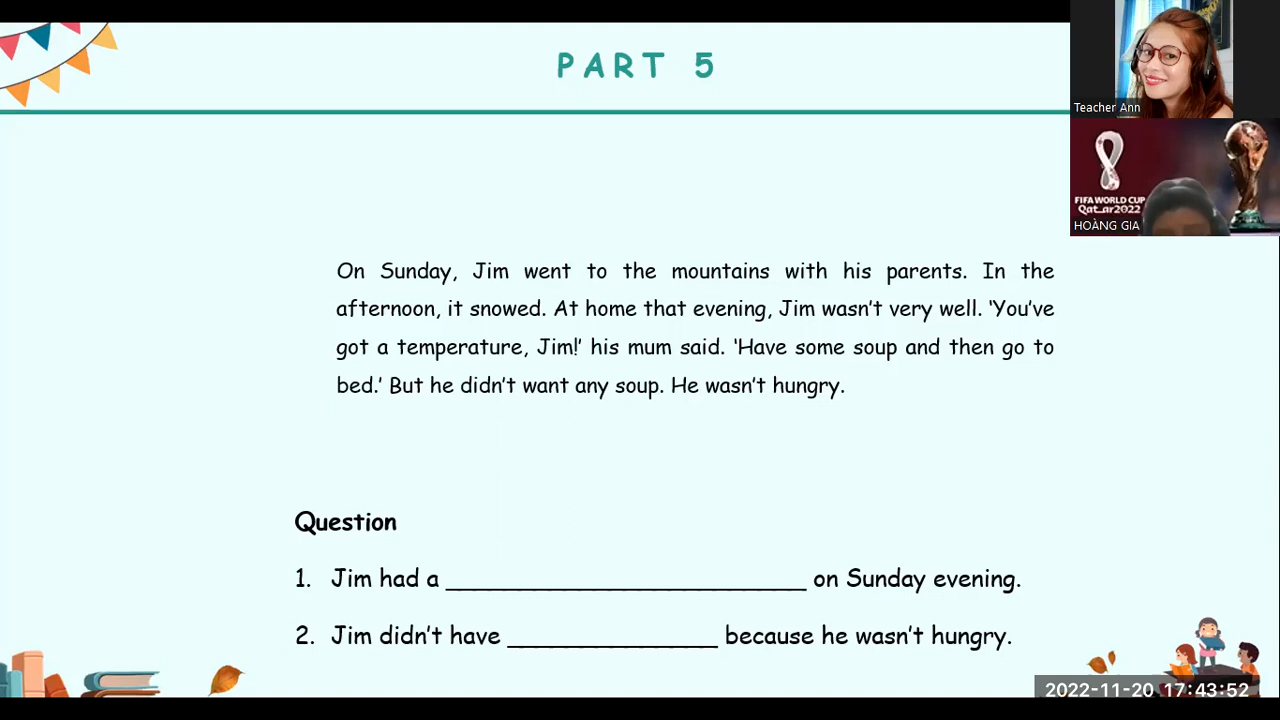 PART 5
Teacher Ann
FIFA WORLD CUP
Qatar2022
HOÀNG GIA
On Sunday, Jim went to the mountains with his parents. In the
afternoon, it snowed. At home that evening, Jim wasn't very well. 'You've
got a temperature, Jim!' his mum said. 'Have some soup and then go to
bed.' But he didn't want any soup. He wasn't hungry.
Question
1. Jim had a ________________________ on Sunday evening.
2. Jim didn't have ______________ because he wasn't hungry.
2022-11-20 17:43:52